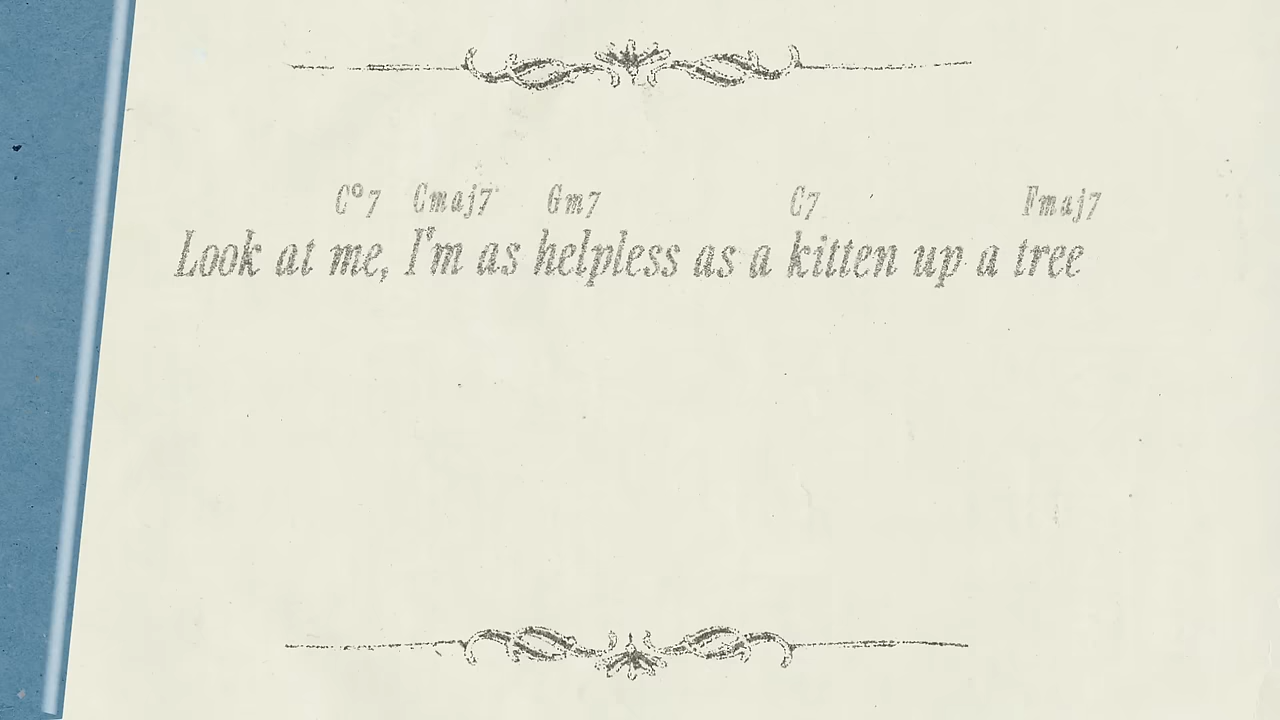 C°7 Cmaj7 Gm7 C7 Fmaj7
Look at me, I'm as helpless as a kitten up a tree